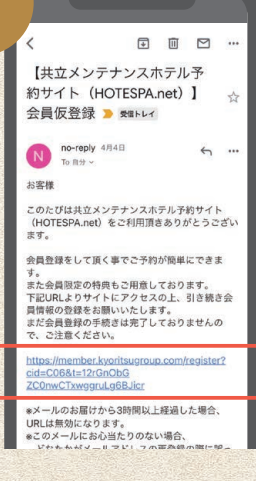 【共立メンテナンスホテル予
約サイト（HOTESPA.net）】
会員仮登録 受信トレイ
N
no-reply 4月4日
To 自分
お客様
このたびは共立メンテナンスホテル予約サイト
（HOTESPA.net）をご利用頂きありがとうござい
ます。
会員登録をして頂く事でご予約が簡単にできま
す。
また会員限定の特典もご用意しております。
下記URLよりサイトにアクセスの上、引き続き会
員情報の登録をお願いいたします。
まだ会員登録の手続きは完了しておりませんの
で、ご注意ください。
https://member.kyoritsugroup.com/register?
cid=C06&t=12rGnObG
ZC0nwCTxwggruLg6BJicr
※メールのお届けから3時間以上経過した場合、
URLは無効になります。
※このメールにお心当たりのない場合、